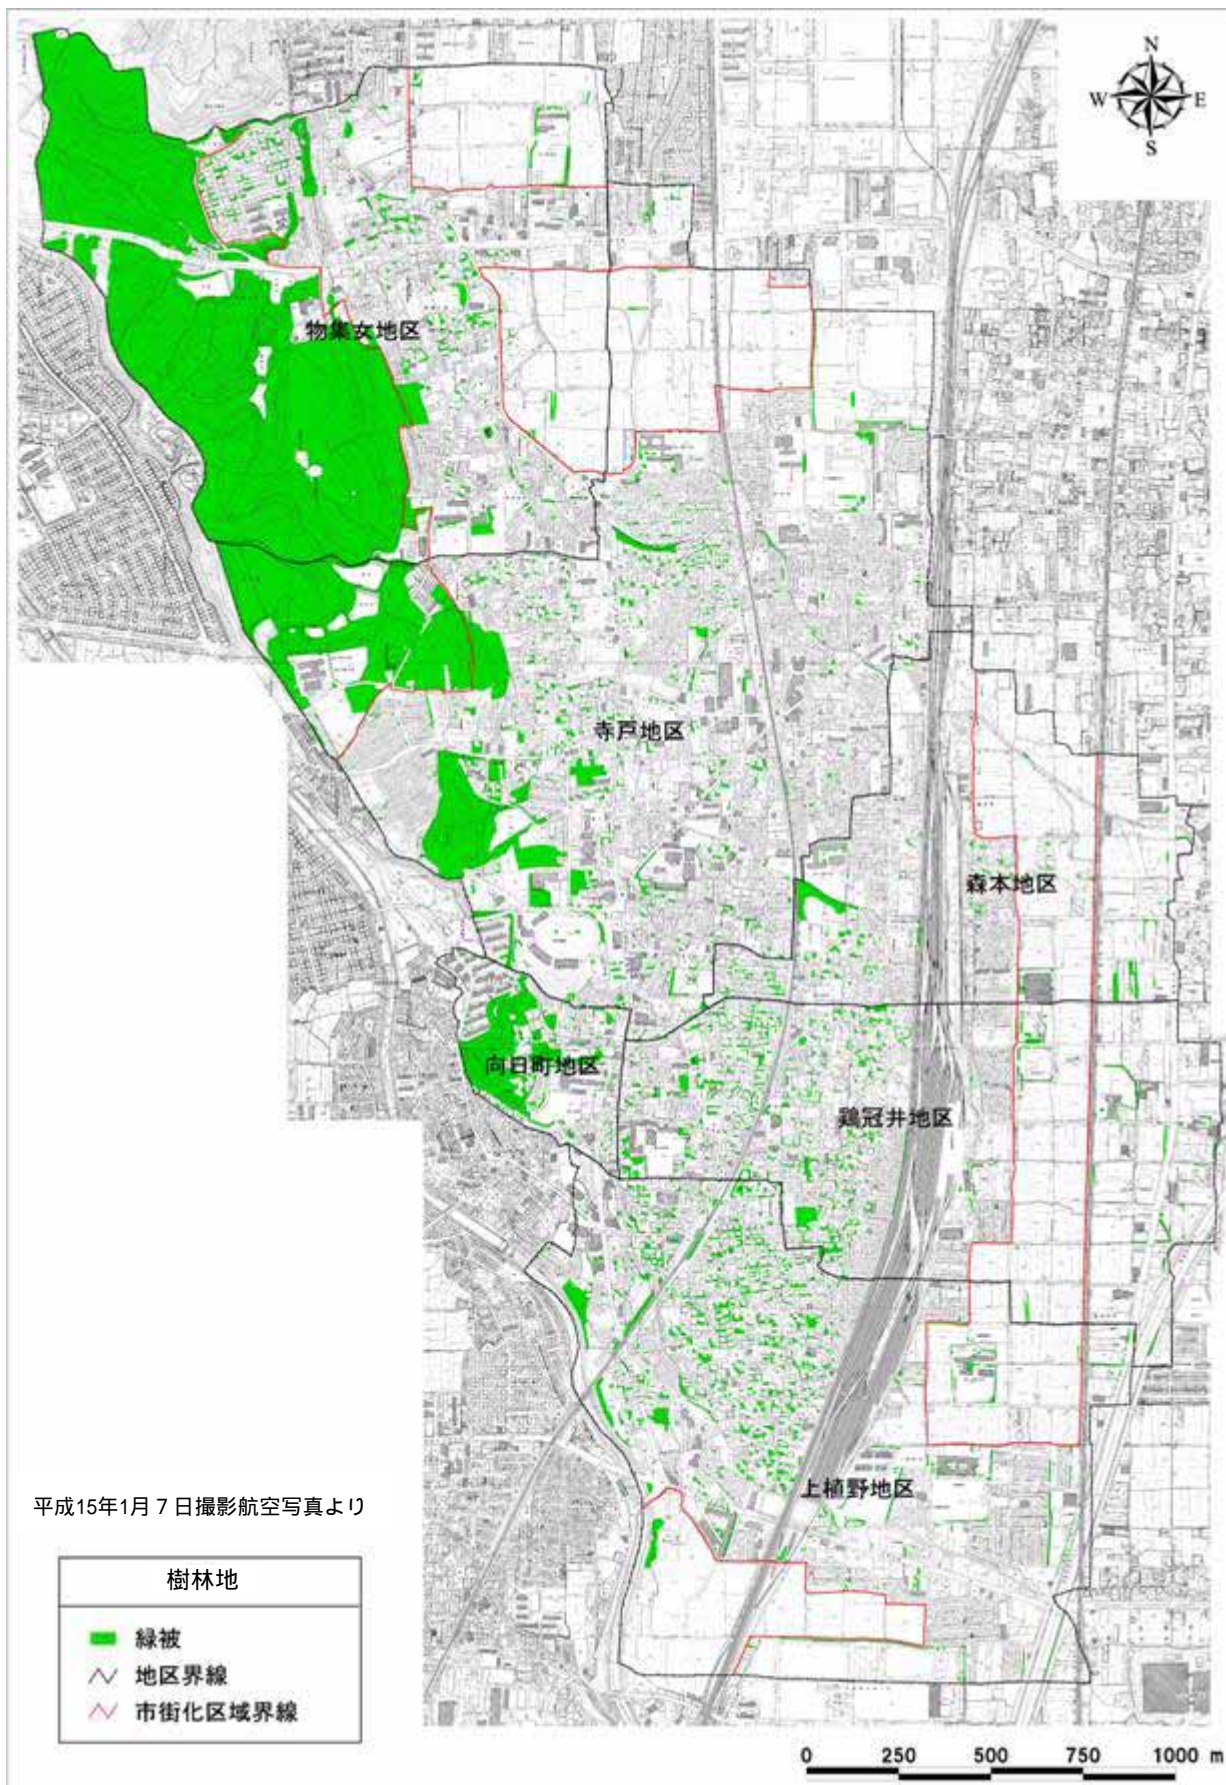 N
W E
S
物集女地区
寺戸地区
森本地区
向日町地区
鶏冠井地区
上植野地区
平成15年1月7日撮影航空写真より
樹林地
緑被
地区界線
市街化区域界線
0 250 500 750 1000 m